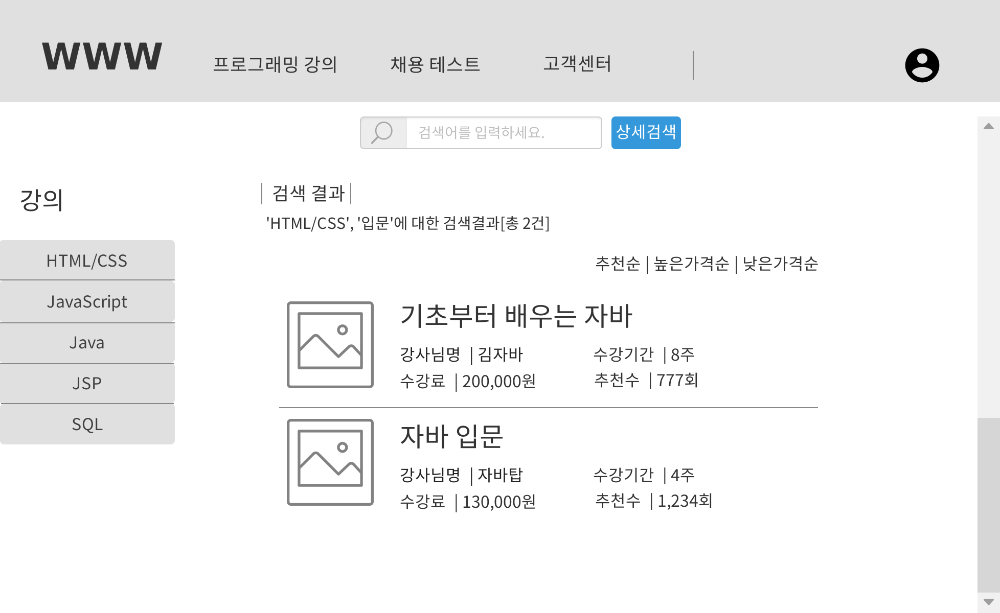 WWW
프로그래밍 강의 채용 테스트 고객센터 |
검색어를 입력하세요. 상세검색
강의
| 검색 결과 |
'HTML/CSS', '입문'에 대한 검색결과[총 2건]
HTML/CSS
JavaScript
Java
JSP
SQL
추천순 | 높은가격순 | 낮은가격순
기초부터 배우는 자바
강사님명 | 김자바 수강기간 | 8주
수강료 | 200,000원 추천수 | 777회
자바 입문
강사님명 | 자바탑 수강기간 | 4주
수강료 | 130,000원 추천수 | 1,234회